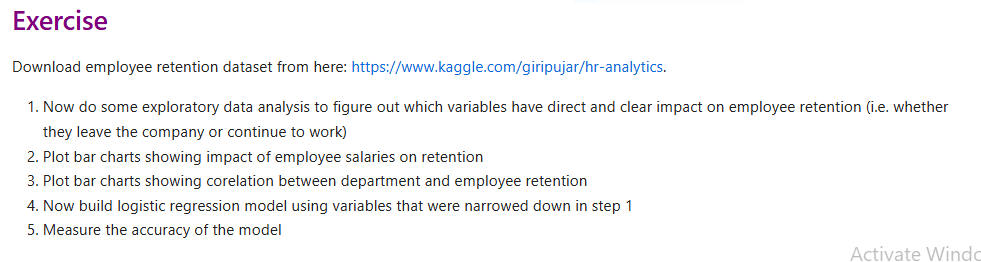 Exercise
Download employee retention dataset from here: https://www.kaggle.com/giripujar/hr-analytics.
1. Now do some exploratory data analysis to figure out which variables have direct and clear impact on employee retention (i.e. whether
they leave the company or continue to work)
2. Plot bar charts showing impact of employee salaries on retention
3. Plot bar charts showing corelation between department and employee retention
4. Now build logistic regression model using variables that were narrowed down in step 1
5. Measure the accuracy of the model
Activate Windc